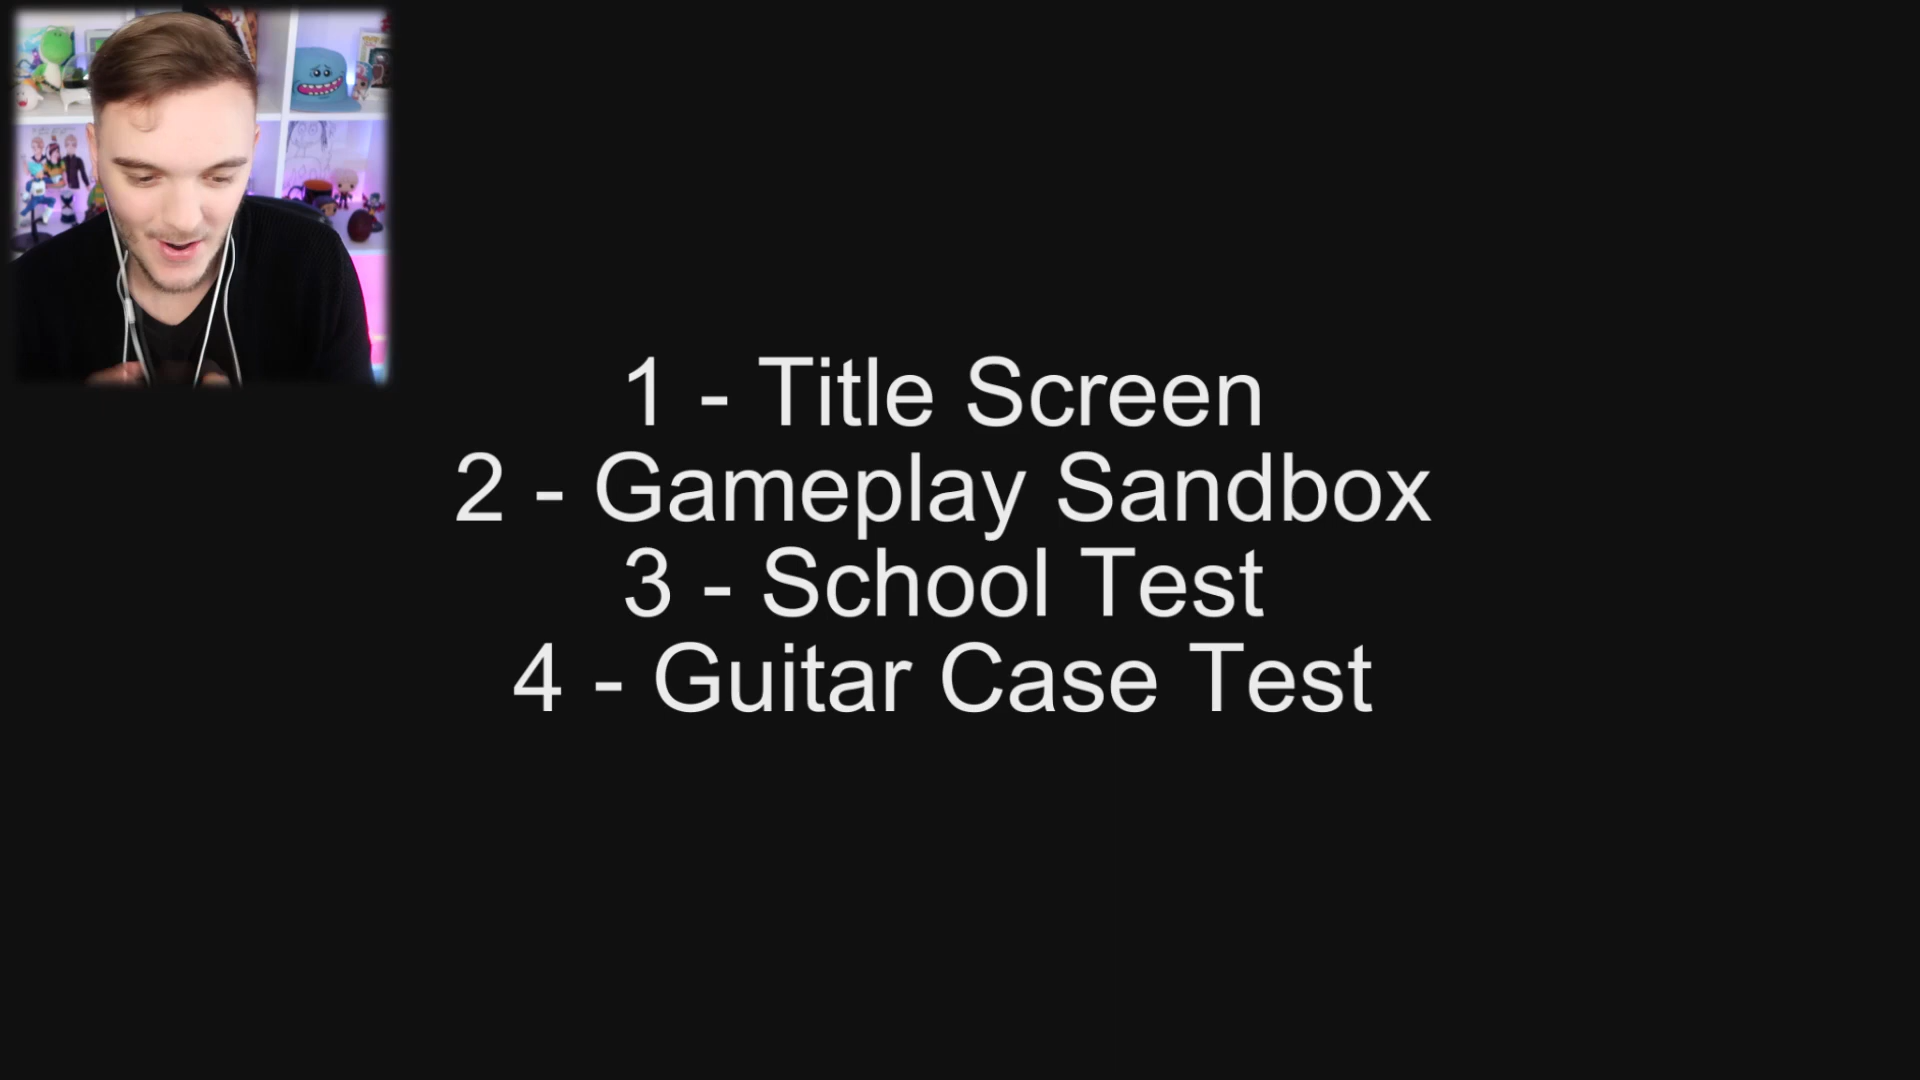 1 - Title Screen
2 - Gameplay Sandbox
3 - School Test
4 - Guitar Case Test